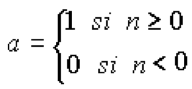 a = { 1 si n ≥ 0
0 si n < 0